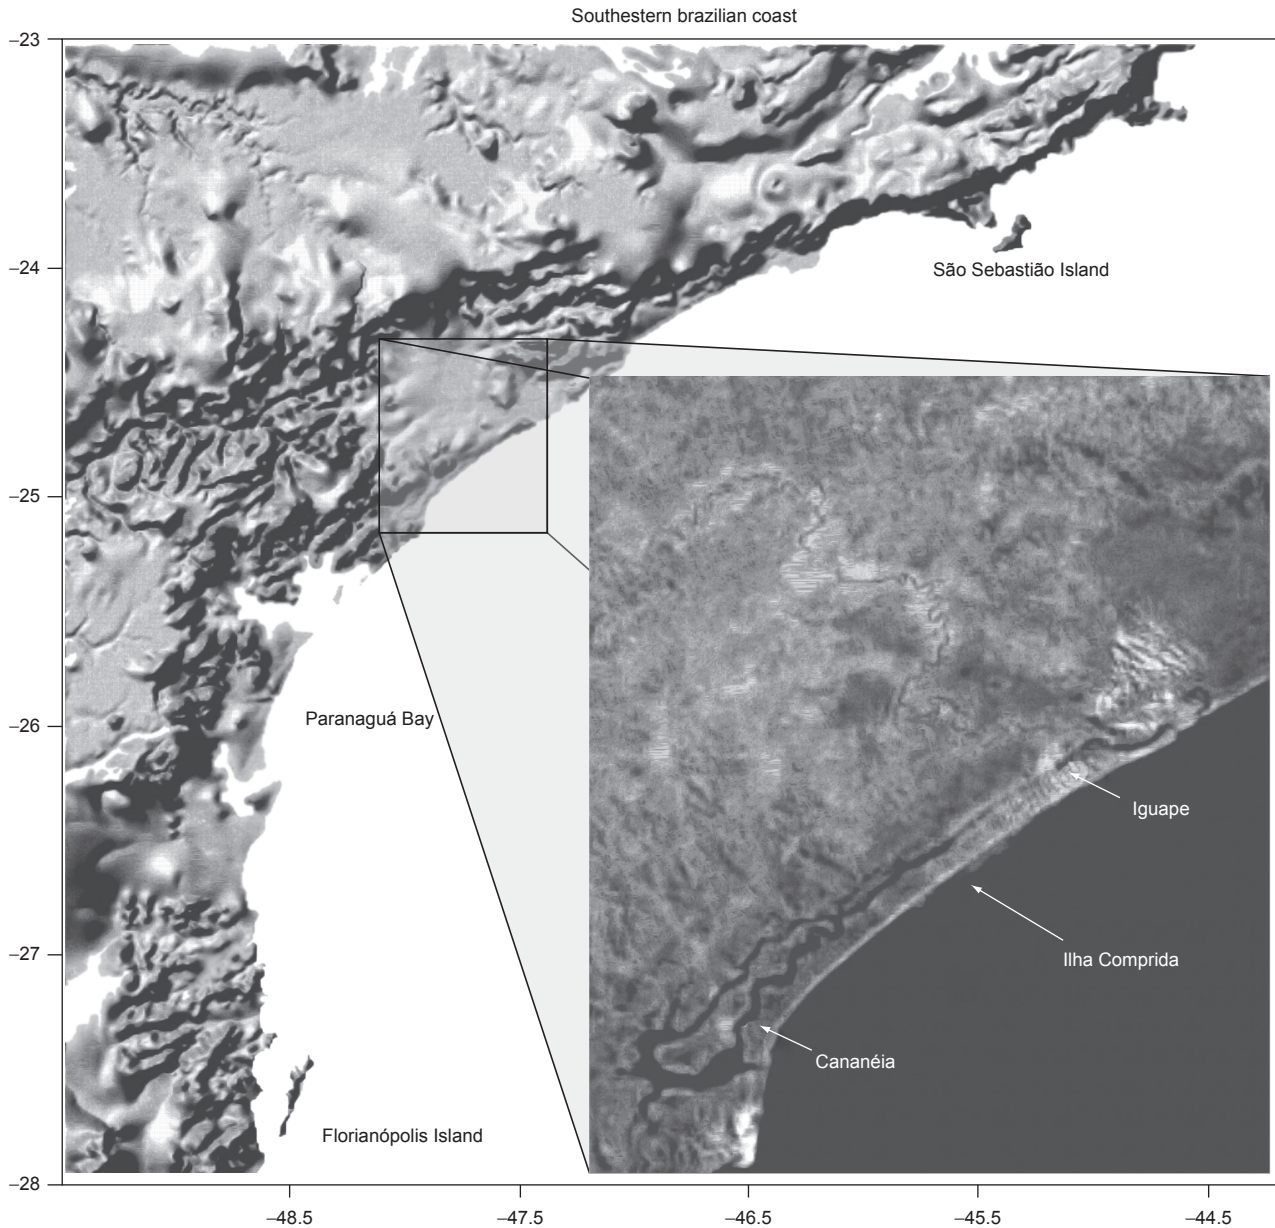 Southestern brazilian coast
–23
São Sebastião Island
–24
–25
Paranaguá Bay
–26
Iguape
Ilha Comprida
–27
Cananéia
Florianópolis Island
–28
–48.5
–47.5
–46.5
–45.5
–44.5